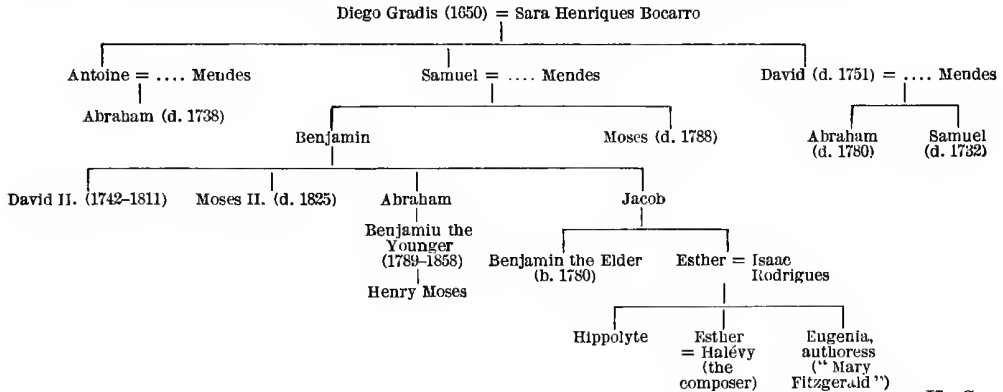 Diego Gradis (1650) = Sara Henriques Bocarro
Antoine = .... Mendes Samuel = .... Mendes David (d. 1751) = .... Mendes
Abraham (d. 1738) Benjamin Moses (d. 1788) Abraham Samuel
(d. 1780) (d. 1732)
David II. (1742–1811) Moses II. (d. 1825) Abraham Jacob
Benjamiu the
Younger
(1789–1858)
Henry Moses
Benjamin the Elder
(b. 1780)
Esther = Isaac
Rodrigues
Hippolyte
Esther
= Halévy
(the
composer)
Eugenia,
authoress
(“ Mary
Fitzgerald ”)